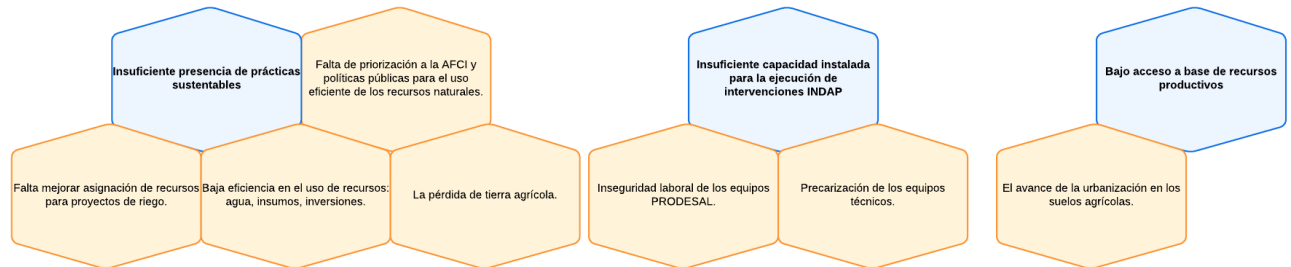 Insuficiente presencia de prácticas
sustentables
Falta de priorización a la AFCI y
políticas públicas para el uso
eficiente de los recursos naturales.
Falta mejorar asignación de recursos
para proyectos de riego.
Baja eficiencia en el uso de recursos:
agua, insumos, inversiones.
La pérdida de tierra agrícola.
Insuficiente capacidad instalada
para la ejecución de
intervenciones INDAP
Inseguridad laboral de los equipos
PRODESAL.
Precarización de los equipos
técnicos.
Bajo acceso a base de recursos
productivos
El avance de la urbanización en los
suelos agrícolas.